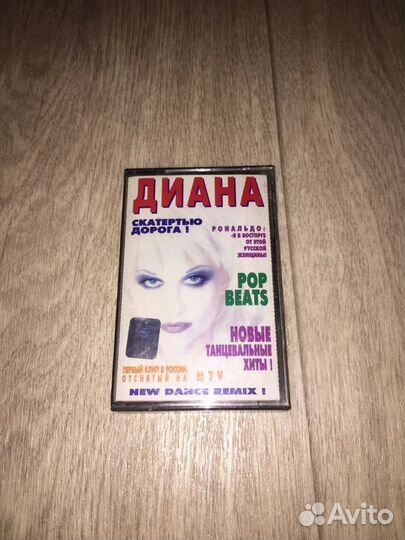 ДИАНА
СКАТЕРТЬЮ
ДОРОГА !
РОНАЛЬДО:
-Я В ВОСТОРГЕ
ОТ ЭТОЙ
РУССКОЙ
ЖЕНЩИНЫ!
POP
BEATS
НОВЫЕ
ТАНЦЕВАЛЬНЫЕ
ХИТЫ !
ПЕРВЫЙ КЛИП В РОССИИ,
ОТСНЯТЫЙ НА MTV
NEW DANCE REMIX !
Avito